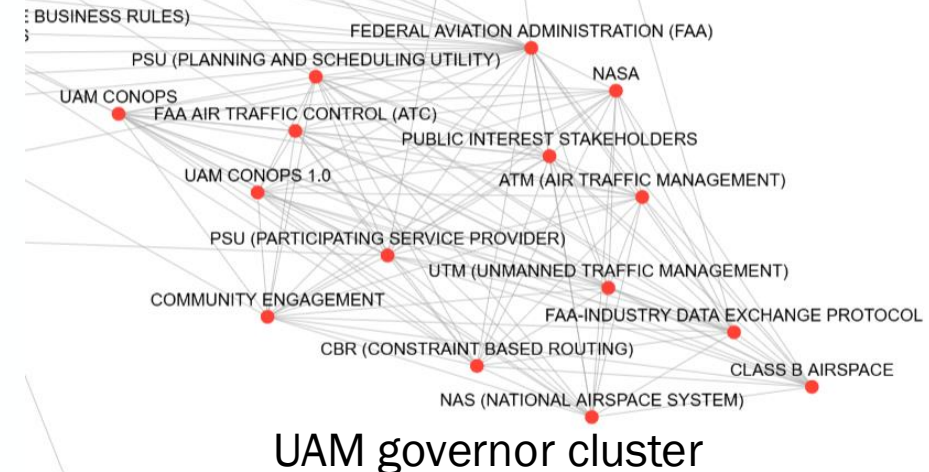 E BUSINESS RULES)
S
FEDERAL AVIATION ADMINISTRATION (FAA)
PSU (PLANNING AND SCHEDULING UTILITY)
NASA
UAM CONOPS
FAA AIR TRAFFIC CONTROL (ATC)
PUBLIC INTEREST STAKEHOLDERS
UAM CONOPS 1.0
ATM (AIR TRAFFIC MANAGEMENT)
PSU (PARTICIPATING SERVICE PROVIDER)
UTM (UNMANNED TRAFFIC MANAGEMENT)
COMMUNITY ENGAGEMENT
FAA-INDUSTRY DATA EXCHANGE PROTOCOL
CBR (CONSTRAINT BASED ROUTING)
CLASS B AIRSPACE
NAS (NATIONAL AIRSPACE SYSTEM)
UAM governor cluster